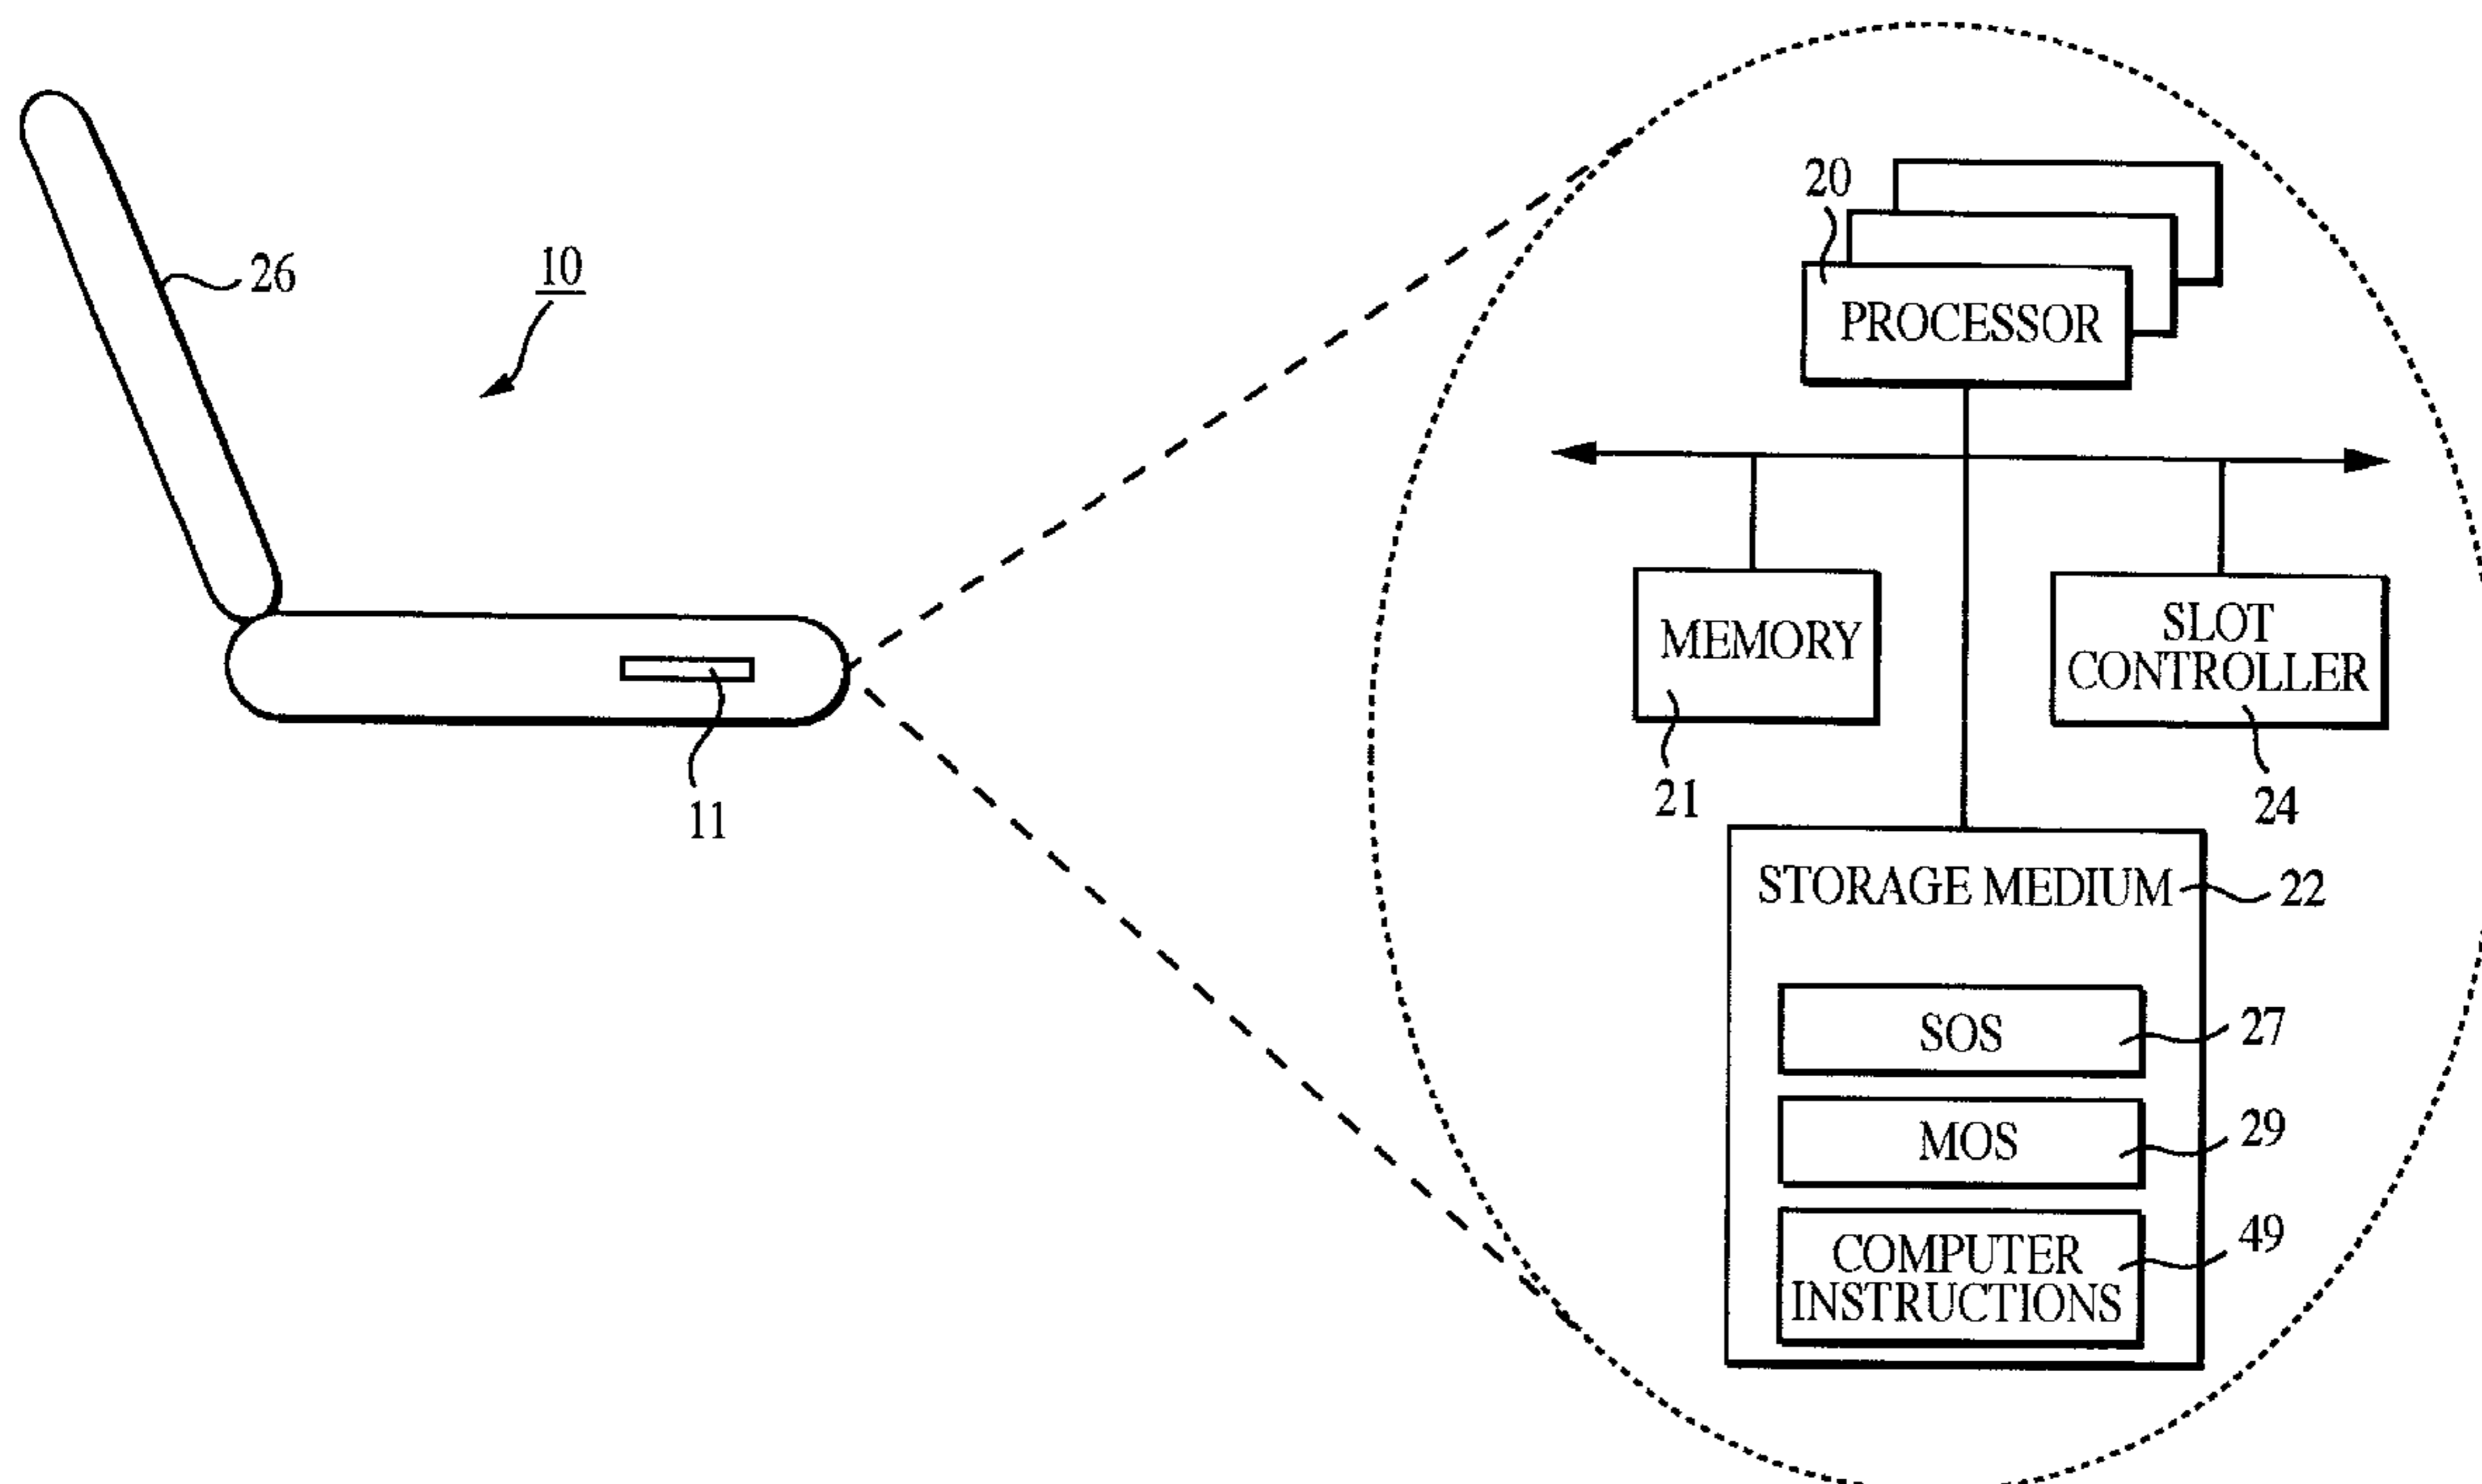 26
10
11
20
PROCESSOR
MEMORY
21
SLOT
CONTROLLER
24
STORAGE MEDIUM
22
SOS
27
MOS
29
COMPUTER
INSTRUCTIONS
49